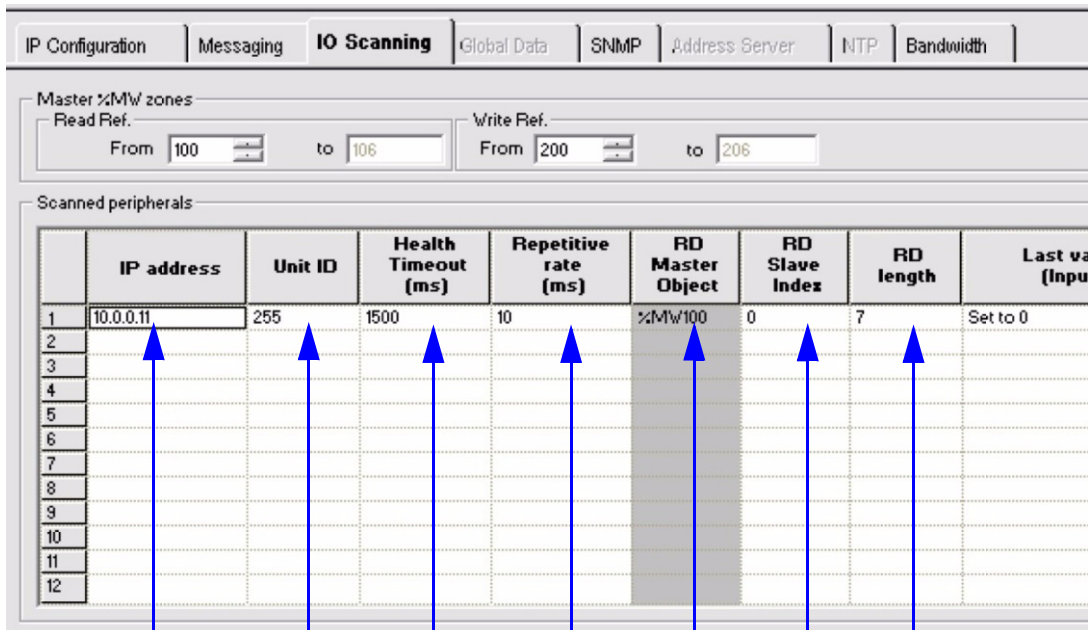 IP Configuration Messaging IO Scanning Global Data SNMP Address Server NTP Bandwidth
Master %MW zones
Read Ref. Write Ref.
From 100 to 106 From 200 to 206
Scanned peripherals
IP address Unit ID Health Timeout (ms) Repetitive rate (ms) RD Master Object RD Slave Index RD length Last va (Inpu
1 10.0.0.11 255 1500 10 %MW100 0 7 Set to 0
2
3
4
5
6
7
8
9
10
11
12